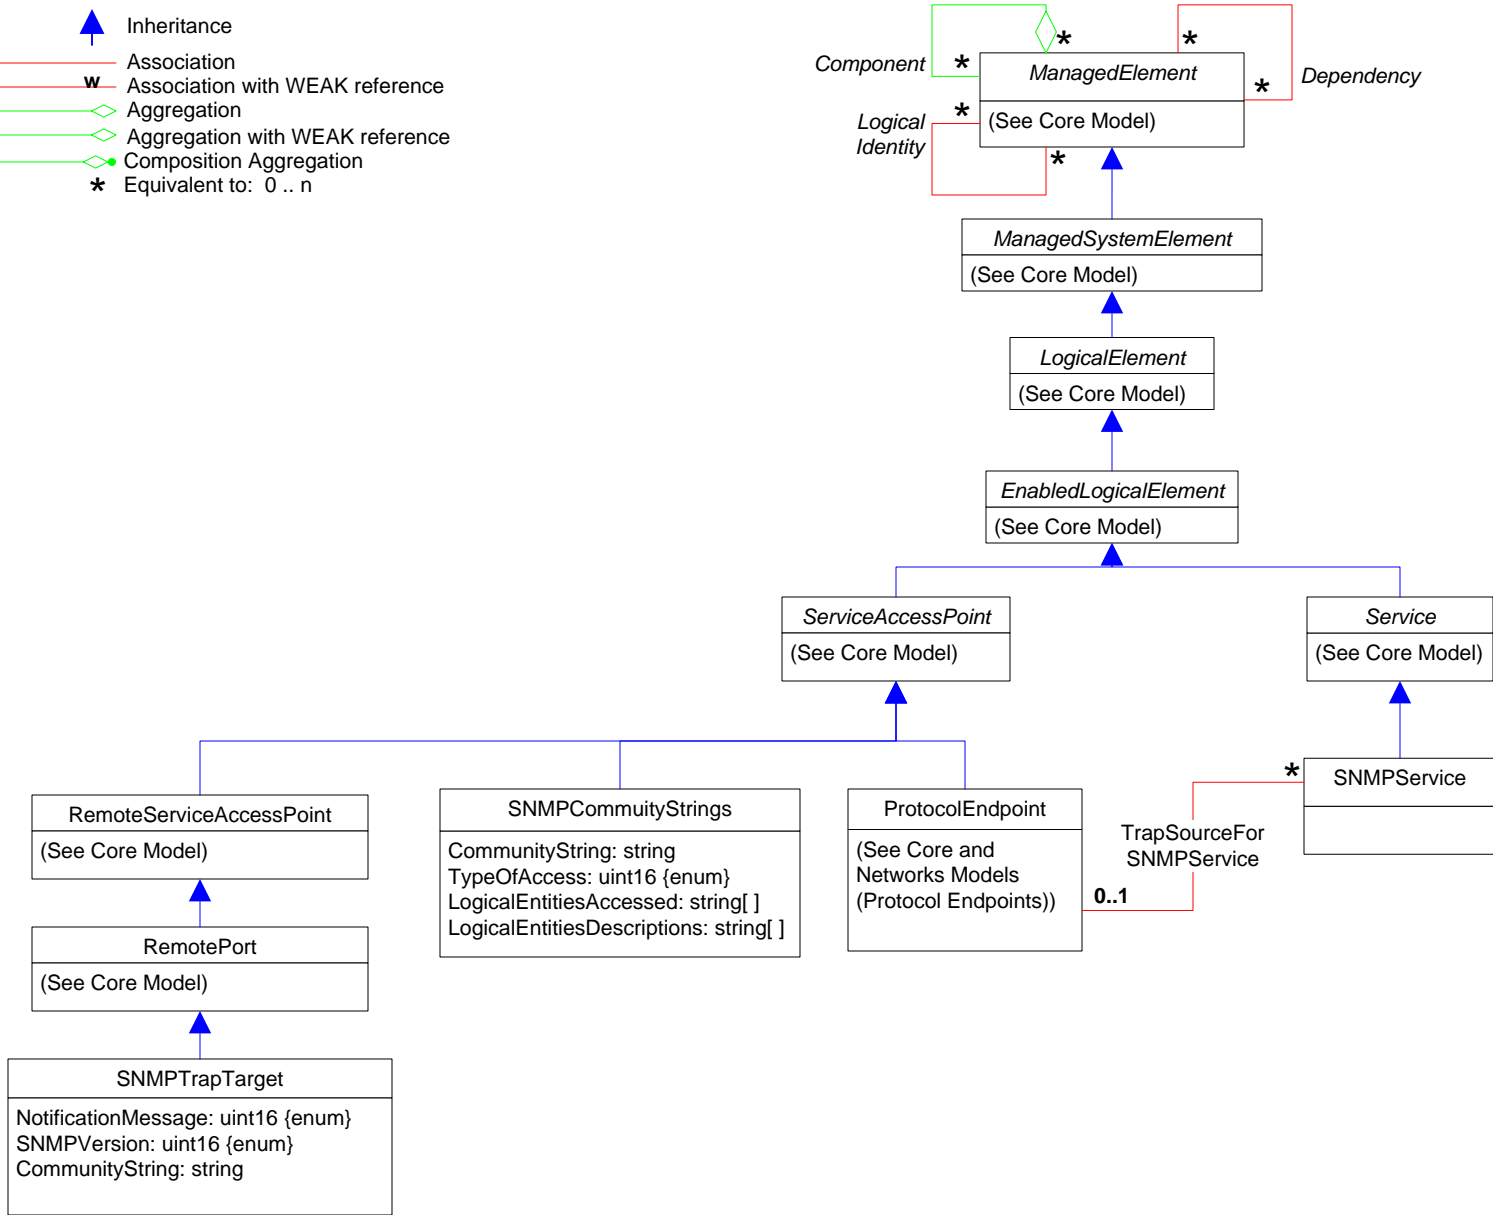 Inheritance
Association
w
Association with WEAK reference
Aggregation
Aggregation with WEAK reference
Composition Aggregation
* Equivalent to: 0 .. n
Component
*
*
*
ManagedElement
*
Dependency
Logical
Identity
*
(See Core Model)
*
ManagedSystemElement
(See Core Model)
LogicalElement
(See Core Model)
EnabledLogicalElement
(See Core Model)
ServiceAccessPoint
(See Core Model)
Service
(See Core Model)
RemoteServiceAccessPoint
(See Core Model)
SNMPCommuityStrings
CommunityString: string
TypeOfAccess: uint16 {enum}
LogicalEntitiesAccessed: string[ ]
LogicalEntitiesDescriptions: string[ ]
ProtocolEndpoint
(See Core and
Networks Models
(Protocol Endpoints))
0..1
TrapSourceFor
SNMPService
*
SNMPService
RemotePort
(See Core Model)
SNMPTrapTarget
NotificationMessage: uint16 {enum}
SNMPVersion: uint16 {enum}
CommunityString: string